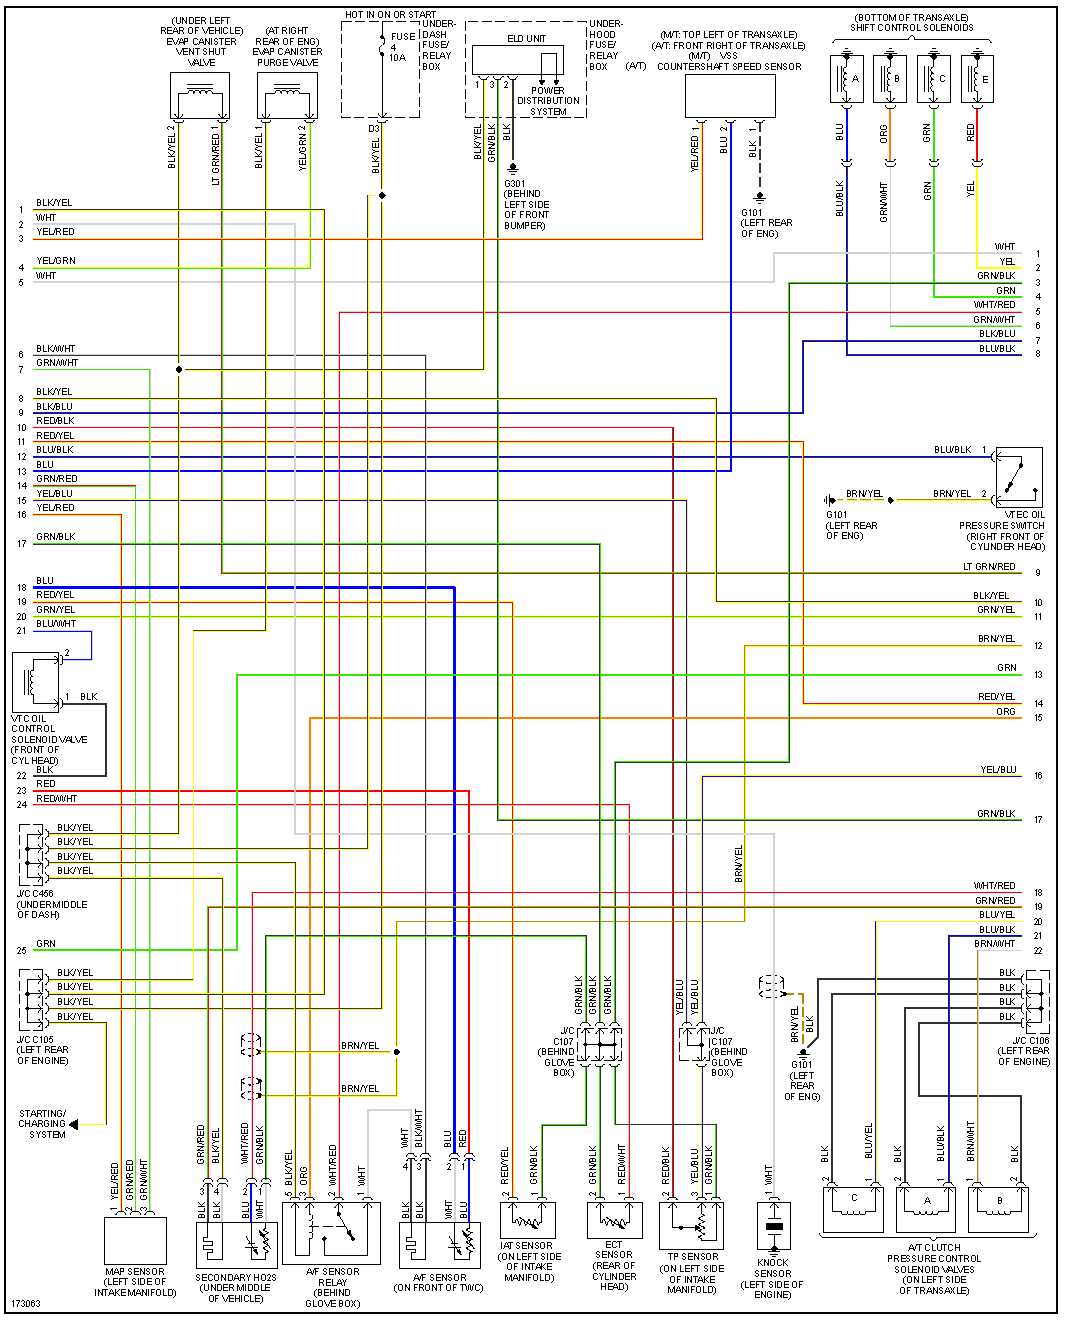 (UNDER LEFT
REAR OF VEHICLE)
EVAP CANISTER
VENT SHUT
VALVE
(AT RIGHT
REAR OF ENG)
EVAP CANISTER
PURGE VALVE
HOT IN ON OR START
FUSE
4
10A
UNDER-
DASH
FUSE/
RELAY
BOX
ELD UNIT
POWER
DISTRIBUTION
SYSTEM
UNDER-
HOOD
FUSE/
RELAY
BOX
(M/T: TOP LEFT OF TRANSAXLE)
(A/T: FRONT RIGHT OF TRANSAXLE)
(M/T) VSS
(A/T) COUNTERSHAFT SPEED SENSOR
(BOTTOM OF TRANSAXLE)
SHIFT CONTROL SOLENOIDS
A
B
C
E
BLK/YEL 2
LT GRN/RED 1
BLK/YEL 1
YEL/GRN 2
D3
BLK/YEL
1 3 2
BLK/YEL
GRN/BLK
BLK
G301
(BEHIND
LEFT SIDE
OF FRONT
BUMPER)
YEL/RED 1
BLU 2
BLK 1
G101
(LEFT REAR
OF ENG)
BLU
ORG
GRN
RED
BLU/BLK
GRN/WHT
GRN
YEL
1 BLK/YEL
2 WHT
3 YEL/RED
4 YEL/GRN
5 WHT
6 BLK/WHT
7 GRN/WHT
8 BLK/YEL
9 BLK/BLU
10 RED/BLK
11 RED/YEL
12 BLU/BLK
13 BLU
14 GRN/RED
15 YEL/BLU
16 YEL/RED
17 GRN/BLK
18 BLU
19 RED/YEL
20 GRN/YEL
21 BLU/WHT
2
1 BLK
VTC OIL
CONTROL
SOLENOID VALVE
(FRONT OF
CYL HEAD)
22 BLK
23 RED
24 RED/WHT
BLK/YEL
BLK/YEL
BLK/YEL
BLK/YEL
J/C C456
(UNDER MIDDLE
OF DASH)
25 GRN
BLK/YEL
BLK/YEL
BLK/YEL
BLK/YEL
J/C C105
(LEFT REAR
OF ENGINE)
STARTING/
CHARGING
SYSTEM
WHT 1
YEL 2
GRN/BLK 3
GRN 4
WHT/RED 5
GRN/WHT 6
BLK/BLU 7
BLU/BLK 8
BLU/BLK 1
BRN/YEL
BRN/YEL 2
G101
(LEFT REAR
OF ENG)
VTEC OIL
PRESSURE SWITCH
(RIGHT FRONT OF
CYLINDER HEAD)
LT GRN/RED 9
BLK/YEL 10
GRN/YEL 11
BRN/YEL 12
GRN 13
RED/YEL 14
ORG 15
YEL/BLU 16
GRN/BLK 17
WHT/RED 18
GRN/RED 19
BLU/YEL 20
BLU/BLK 21
BRN/WHT 22
BRN/YEL
BRN/YEL
BRN/YEL
GRN/BLK
GRN/BLK
GRN/BLK
J/C
C107
(BEHIND
GLOVE
BOX)
YEL/BLU
YEL/BLU
J/C
C107
(BEHIND
GLOVE
BOX)
BRN/YEL
BLK
G101
(LEFT
REAR
OF ENG)
BLK
BLK
BLK
BLK
J/C C106
(LEFT REAR
OF ENGINE)
YEL/RED 1
GRN/RED 2
GRN/WHT 3
MAP SENSOR
(LEFT SIDE OF
INTAKE MANIFOLD)
GRN/RED
BLK/YEL
WHT/RED
GRN/BLK
3 4 2 1
BLK
BLK
BLU
WHT
SECONDARY HO2S
(UNDER MIDDLE
OF VEHICLE)
BLK/YEL 5
ORG 3
WHT/RED 2
WHT 1
A/F SENSOR
RELAY
(BEHIND
GLOVE BOX)
WHT
BLK/WHT
BLU
RED
4 3 2 1
BLK
BLK
WHT
BLU
A/F SENSOR
(ON FRONT OF TWC)
RED/YEL 2
GRN/BLK 1
IAT SENSOR
(ON LEFT SIDE
OF INTAKE
MANIFOLD)
GRN/BLK 2
RED/WHT 1
ECT
SENSOR
(REAR OF
CYLINDER
HEAD)
RED/BLK 2
YEL/BLU 3
GRN/BLK 1
TP SENSOR
(ON LEFT SIDE
OF INTAKE
MANIFOLD)
WHT 1
KNOCK
SENSOR
(LEFT SIDE OF
ENGINE)
BLK 2
BLU/YEL 1
BLK 2
BLU/BLK 1
BRN/WHT 1
BLK 2
C
A
B
A/T CLUTCH
PRESSURE CONTROL
SOLENOID VALVES
(ON LEFT SIDE
OF TRANSAXLE)
173063